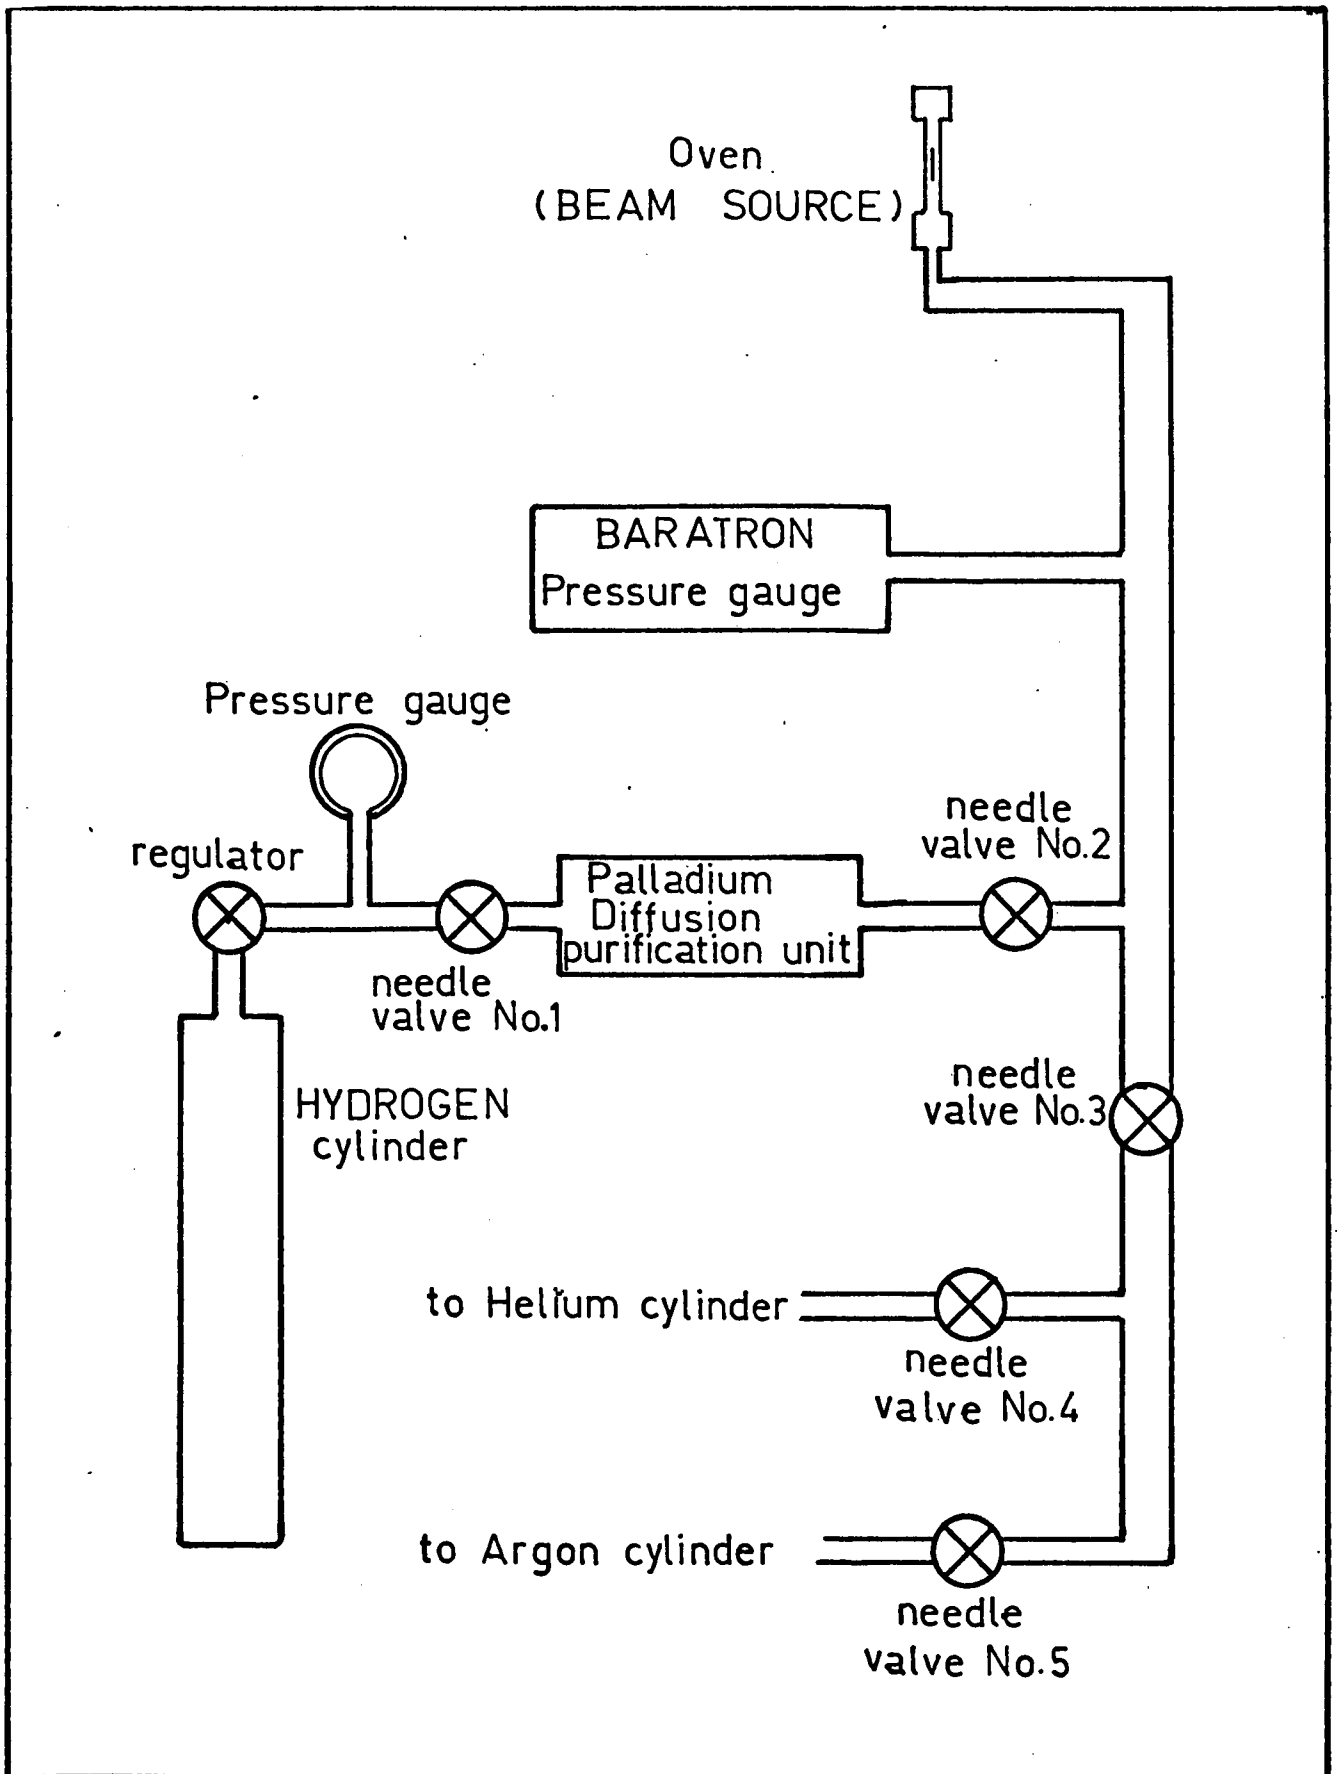 Oven
(BEAM SOURCE)
BARATRON
Pressure gauge
Pressure gauge
regulator
needle
valve No.1
Palladium
Diffusion
purification unit
needle
valve No.2
HYDROGEN
cylinder
needle
valve No.3
to Helium cylinder
needle
valve No.4
to Argon cylinder
needle
valve No.5